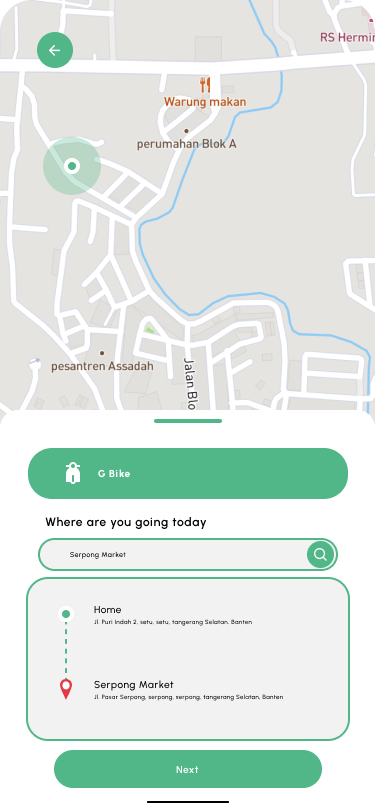 RS Hermin
Warung makan
perumahan Blok A
pesantren Assadah
Jalan Blo
G Bike
Where are you going today
Serpong Market
Home
Jl. Puri Indah 2, setu, setu, tangerang Selatan. Banten
Serpong Market
Jl. Pasar Serpong, serpong, serpong, tangerang Selatan, Banten
Next